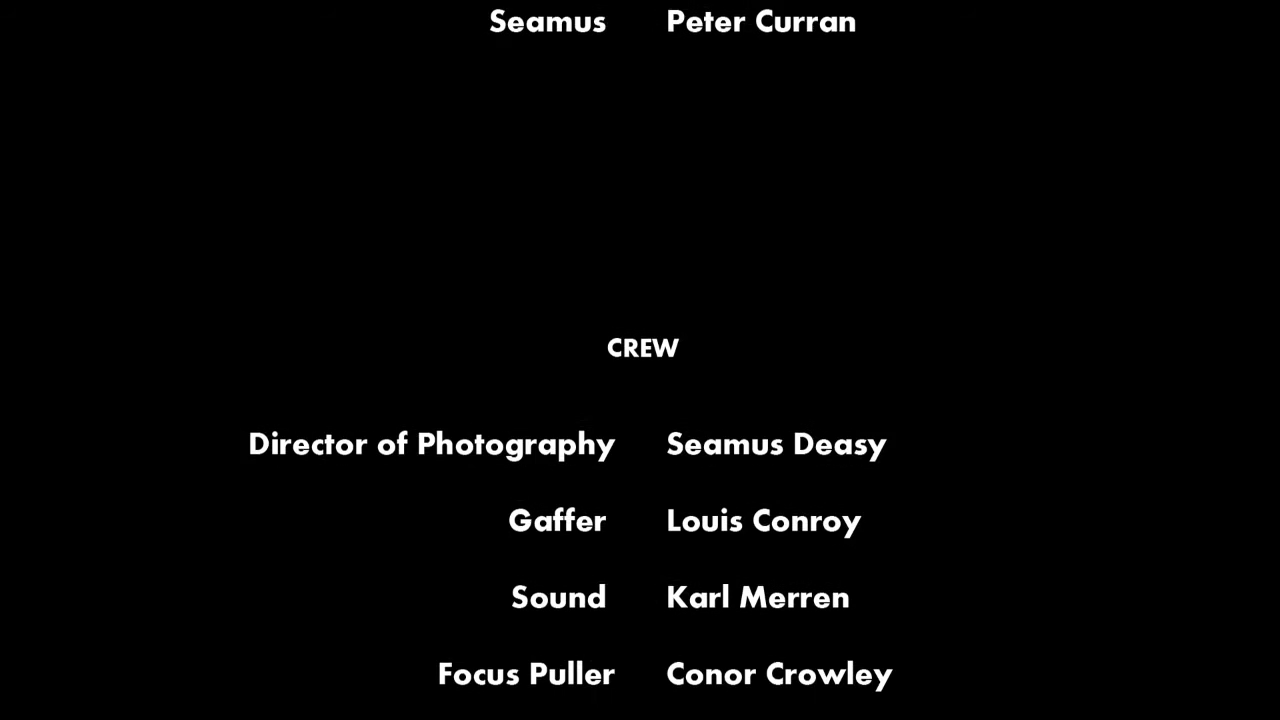 Seamus Peter Curran
CREW
Director of Photography Seamus Deasy
Gaffer Louis Conroy
Sound Karl Merren
Focus Puller Conor Crowley